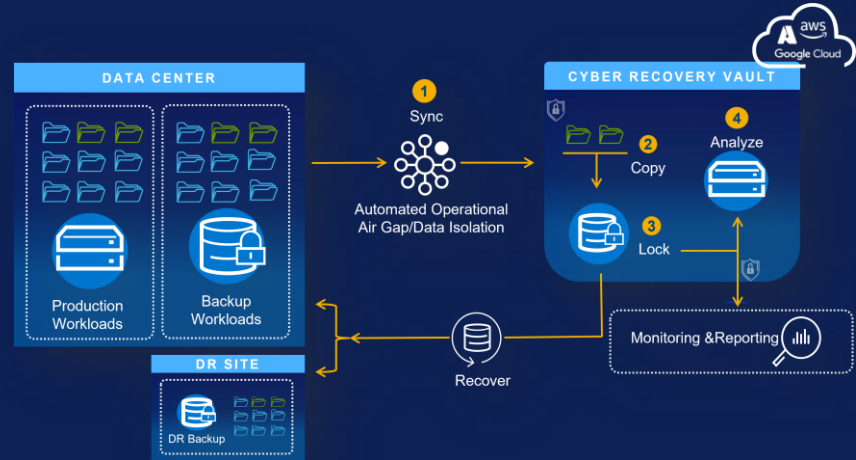 aws
Google Cloud
DATA CENTER
Production
Workloads
Backup
Workloads
1
Sync
Automated Operational
Air Gap/Data Isolation
CYBER RECOVERY VAULT
2
Copy
3
Lock
4
Analyze
Monitoring &Reporting
Recover
DR SITE
DR Backup